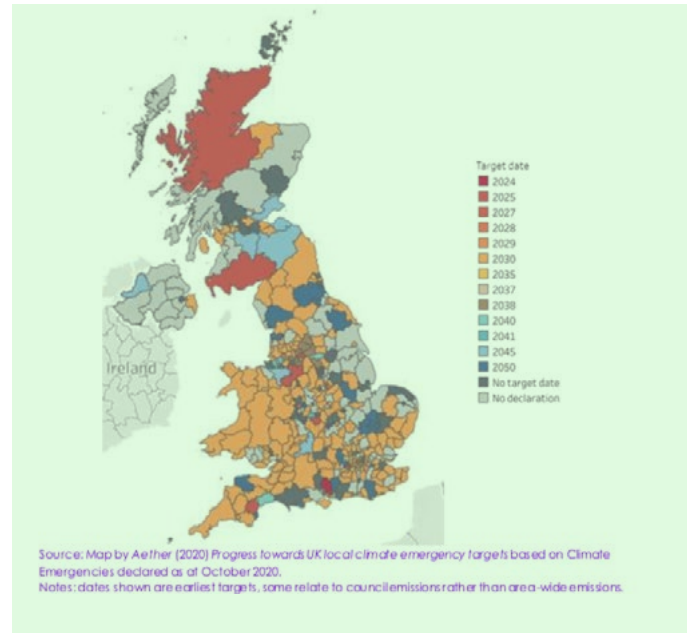 Target date
2024
2025
2027
2028
2029
2030
2035
2037
2038
2040
2041
2045
2050
No target date
No declaration
Ireland
Source: Map by Aether (2020) Progress towards UK local climate emergency targets based on Climate
Emergencies declared as at October 2020.
Notes: dates shown are earliest targets, some relate to council emissions rather than area-wide emissions.